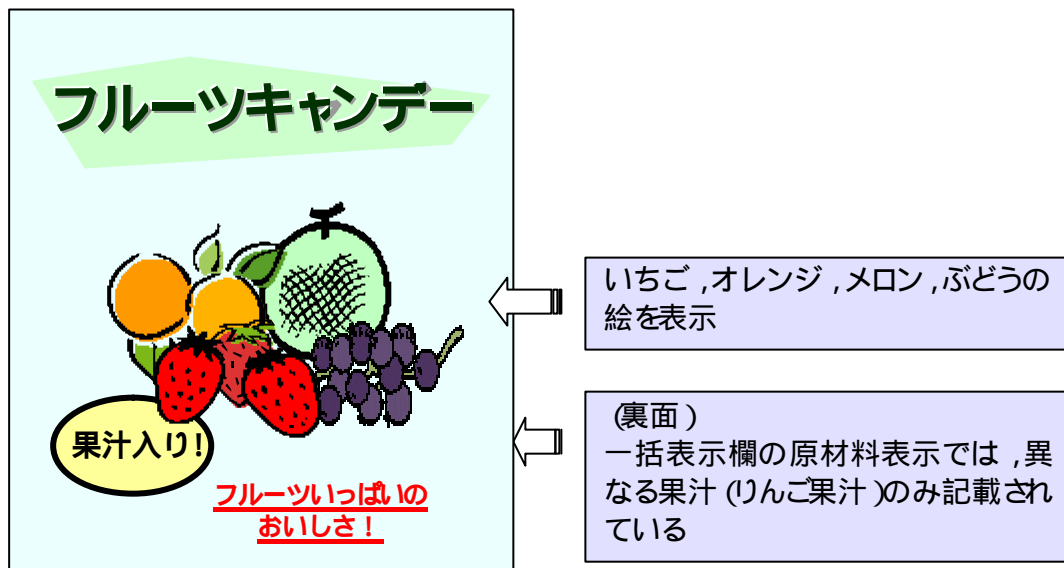 フルーツキャンデー
いちご,オレンジ,メロン,ぶどうの
絵を表示
(裏面)
一括表示欄の原材料表示では,異
なる果汁(りんご果汁)のみ記載され
ている
果汁入り!
フルーツいっぱいの
おいしさ!